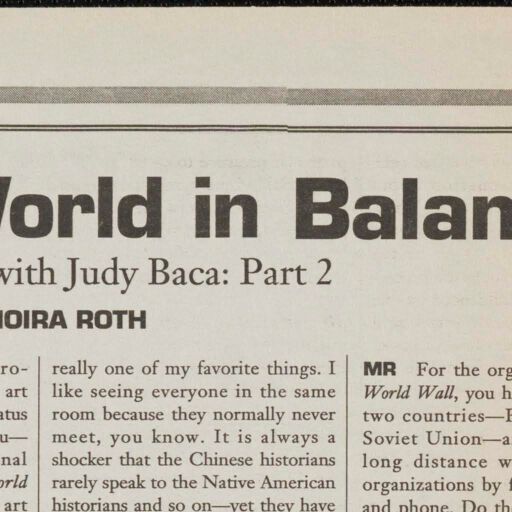 World in Balan
with Judy Baca: Part 2
MOIRA ROTH
ro-
art
atus
u—
nal
orld
art
really one of my favorite things. I
like seeing everyone in the same
room because they normally never
meet, you know. It is always a
shocker that the Chinese historians
rarely speak to the Native American
historians and so on—yet they have
MR For the org
World Wall, you h
two countries—F
Soviet Union—a
long distance w
organizations by f
and phone. Do th